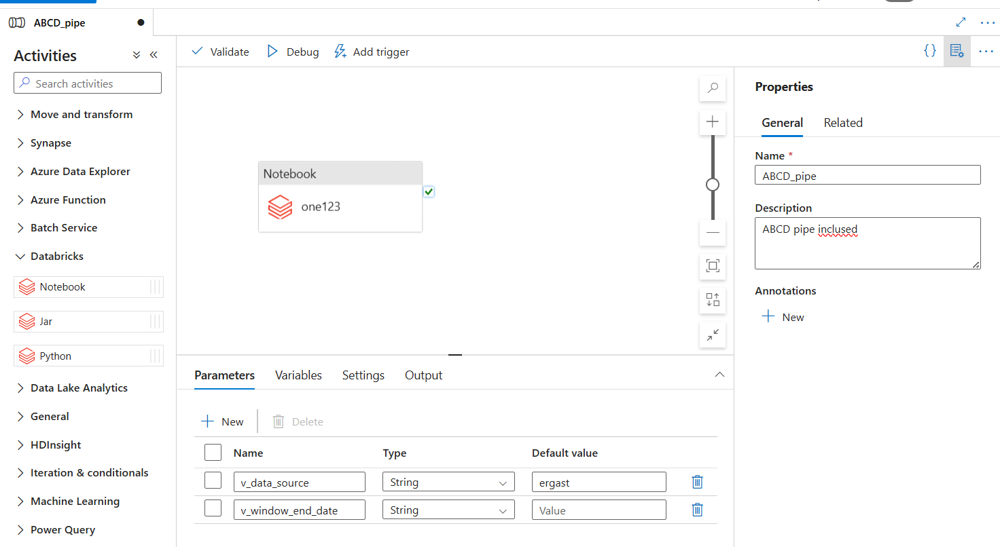 ABCD_pipe
Activities
Search activities
Move and transform
Synapse
Azure Data Explorer
Azure Function
Batch Service
Databricks
Notebook
Jar
Python
Data Lake Analytics
General
HDInsight
Iteration & conditionals
Machine Learning
Power Query
Validate Debug Add trigger
{}
Notebook
one123
Parameters Variables Settings Output
New Delete
Name Type Default value
v_data_source String ergast
v_window_end_date String Value
Properties
General Related
Name *
ABCD_pipe
Description
ABCD pipe inclused
Annotations
New